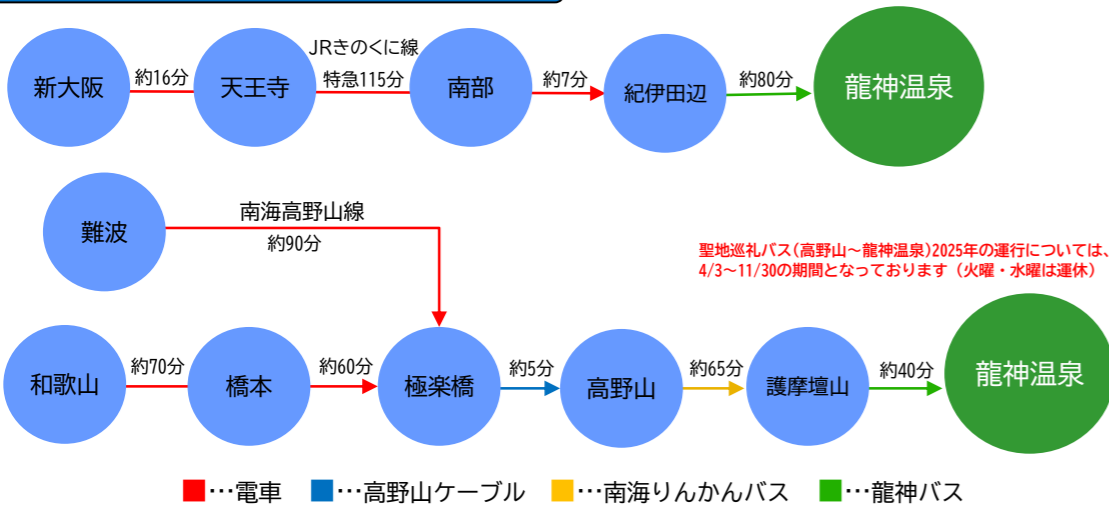 JRきのくに線
新大阪 約16分 天王寺 特急115分 南部 約7分 紀伊田辺 約80分 龍神温泉
難波 南海高野山線
約90分
聖地巡礼バス(高野山～龍神温泉)2025年の運行については、
4/3～11/30の期間となっております（火曜・水曜は運休）
和歌山 約70分 橋本 約60分 極楽橋 約5分 高野山 約65分 護摩壇山 約40分 龍神温泉
■…電車 ■…高野山ケーブル ■…南海りんかんバス ■…龍神バス